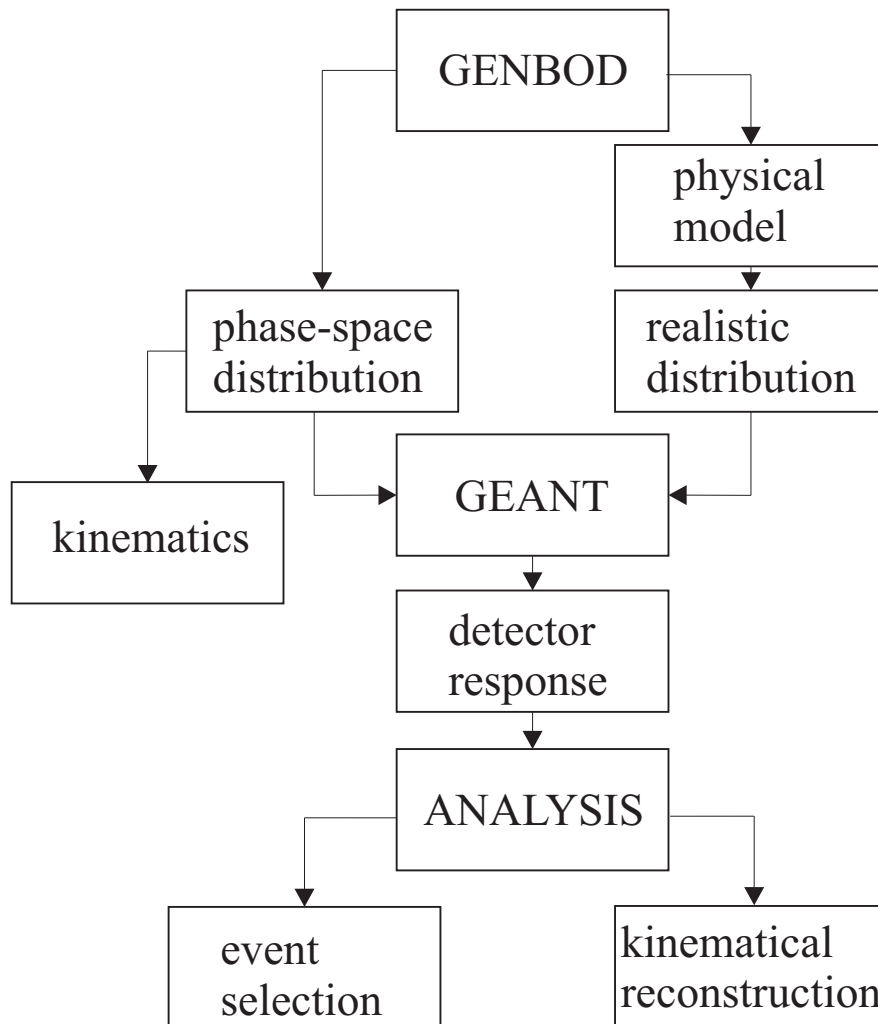 GENBOD
physical
model
phase-space
distribution
realistic
distribution
GEANT
kinematics
detector
response
ANALYSIS
event
selection
kinematical
reconstruction